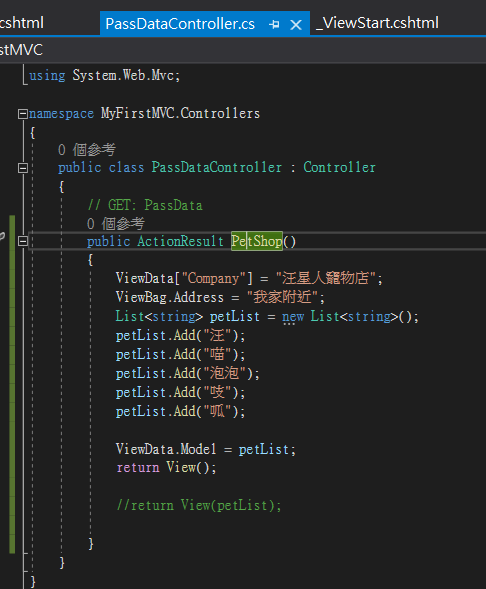 cshtml
PassDataController.cs
_ViewStart.cshtml
stMVC
using System.Web.Mvc;
namespace MyFirstMVC.Controllers
{
0 個參考
public class PassDataController : Controller
{
// GET: PassData
0 個參考
public ActionResult PetShop()
{
ViewData["Company"] = "汪星人寵物店";
ViewBag.Address = "我家附近";
List<string> petList = new List<string>();
petList.Add("汪");
petList.Add("喵");
petList.Add("泡泡");
petList.Add("吱");
petList.Add("呱");
ViewData.Model = petList;
return View();
//return View(petList);
}
}
}